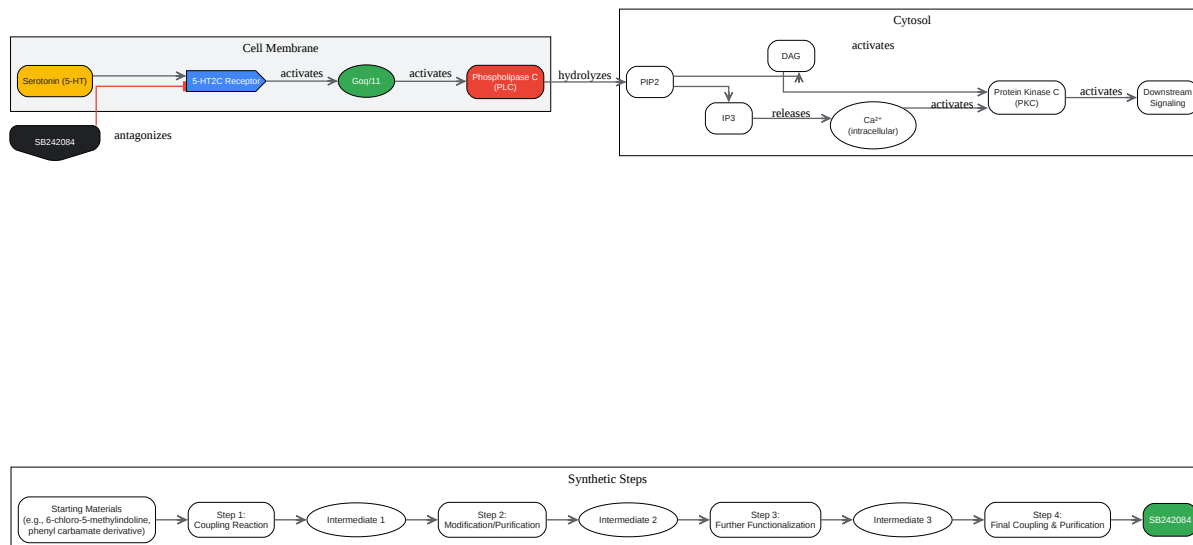 Cytosol
Cell Membrane
activates
DAG
Serotonin (5-HT)
5-HT2C Receptor
activates
Gαq/11
activates
Phospholipase C
(PLC)
hydrolyzes
PIP2
Protein Kinase C
(PKC)
activates
Downstream
Signaling
IP3
releases
Ca²⁺
(intracellular)
activates
SB242084
antagonizes
Synthetic Steps
Starting Materials
(e.g., 6-chloro-5-methylindoline,
phenyl carbamate derivative)
Step 1:
Coupling Reaction
Intermediate 1
Step 2:
Modification/Purification
Intermediate 2
Step 3:
Further Functionalization
Intermediate 3
Step 4:
Final Coupling & Purification
SB242084